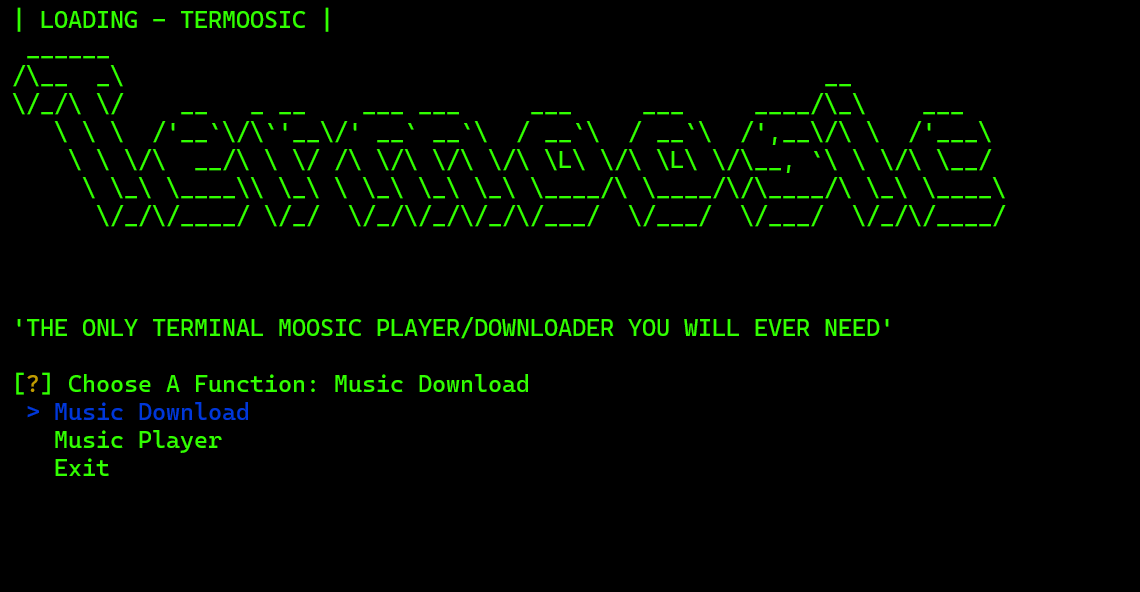 | LOADING – TERMOOSIC |
Termoosic
'THE ONLY TERMINAL MOOSIC PLAYER/DOWNLOADER YOU WILL EVER NEED'
[?] Choose A Function: Music Download
> Music Download
Music Player
Exit